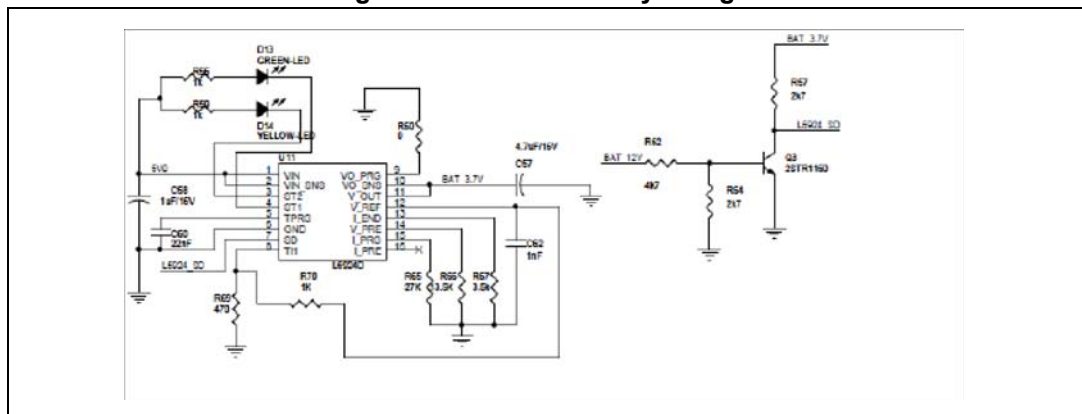 D13
GREEN-LED
1K
R60
1K
D14
YELLOW-LED
R50
0
U11
5V0
1 VIN
2 VIN_SNS
3 ST2
4 ST1
5 TPRG
6 GND
7 SD
8 TH
VO_PRG 9
VO_SNS 10
V_OUT 11
V_REF 12
I_END 13
V_PRE 14
I_PRG 15
I_PRE 16
L6924D
C58
1uF/16V
C60
22nF
L6924_SD
R69
470
R70
1K
BAT 3.7V
4.7uF/16V
C57
C62
1nF
R65
27K
R66
3.5K
R67
3.5k
BAT 3.7V
R57
2k7
L6924_SD
Q3
2STR1160
BAT 12V
R62
4k7
R64
2k7